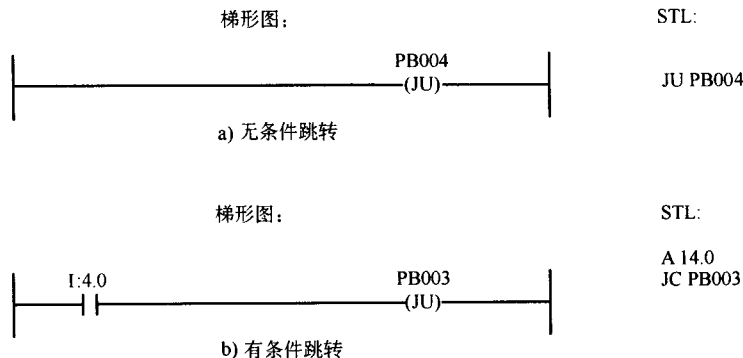 梯形图： STL:
PB004
(JU) JU PB004
a) 无条件跳转
梯形图： STL:
A 14.0
I:4.0 PB003 JC PB003
(JU)
b) 有条件跳转